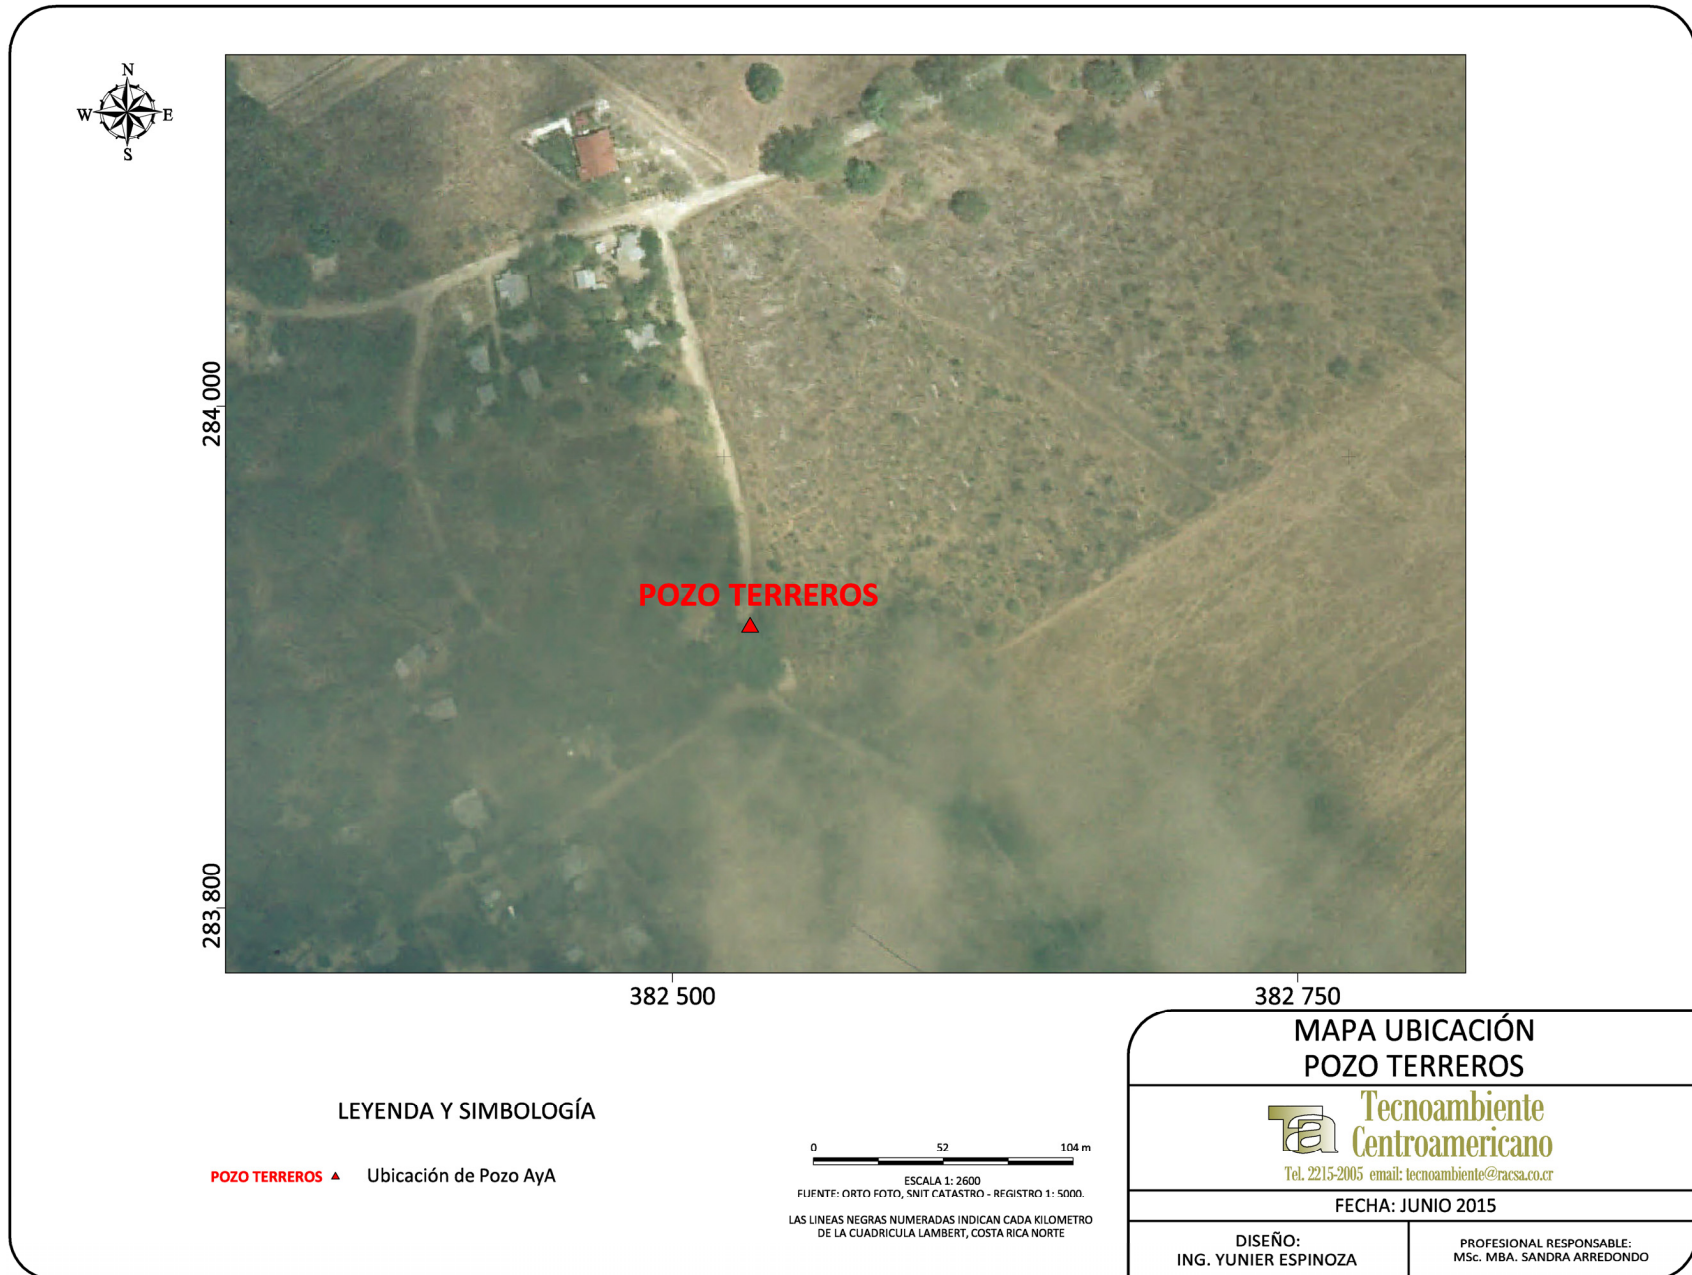 N
W E
S
284 000
283 800
POZO TERREROS
382 500
382 750
LEYENDA Y SIMBOLOGÍA
POZO TERREROS Ubicación de Pozo AyA
0 52 104 m
ESCALA 1: 2600
FUENTE: ORTO FOTO, SNIT CATASTRO - REGISTRO 1: 5000.
LAS LINEAS NEGRAS NUMERADAS INDICAN CADA KILOMETRO
DE LA CUADRICULA LAMBERT, COSTA RICA NORTE
MAPA UBICACIÓN
POZO TERREROS
Ta
Tecnoambiente
Centroamericano
Tel. 2215-2005 email: tecnoambiente@racsa.co.cr
FECHA: JUNIO 2015
DISEÑO:
ING. YUNIER ESPINOZA
PROFESIONAL RESPONSABLE:
MSc. MBA. SANDRA ARREDONDO